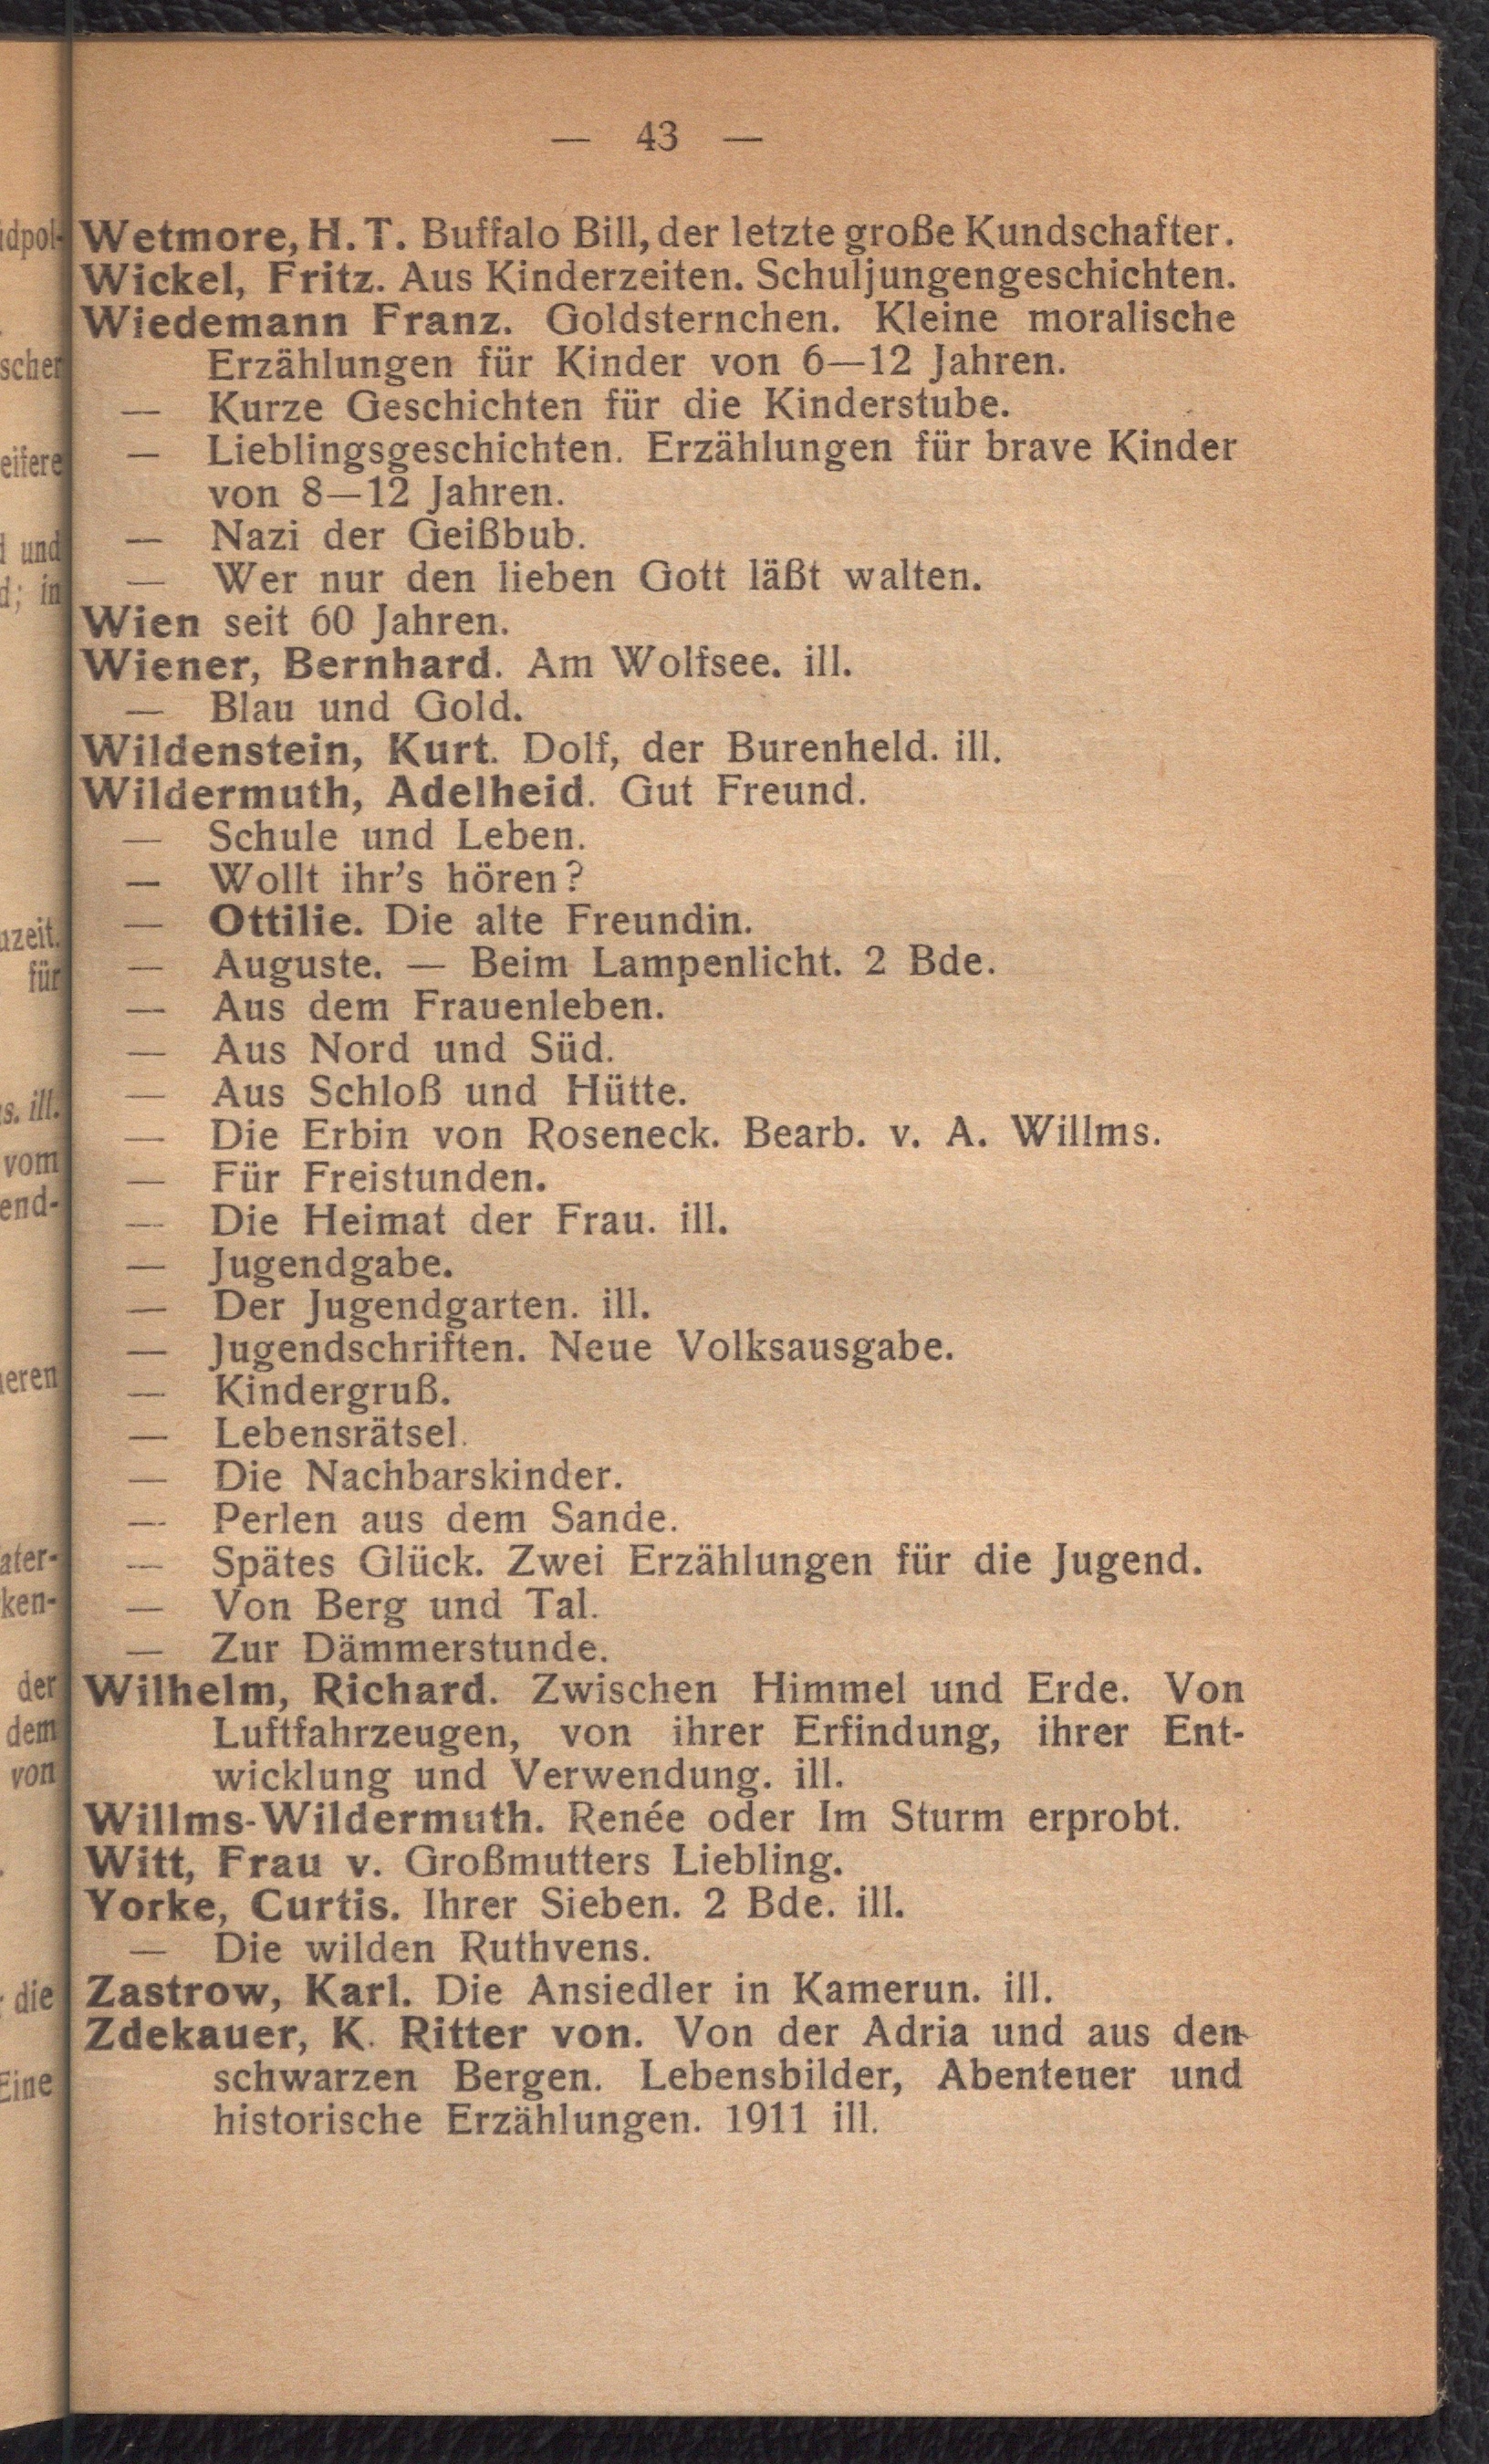 — 43 —
Wetmore, H. T. Buffalo Bill, der letzte große Kundschafter.
Wickel, Fritz. Aus Kinderzeiten. Schuljungengeschichten.
Wiedemann Franz. Goldsternchen. Kleine moralische
Erzählungen für Kinder von 6—12 Jahren.
— Kurze Geschichten für die Kinderstube.
— Lieblingsgeschichten. Erzählungen für brave Kinder
von 8—12 Jahren.
— Nazi der Geißbub.
— Wer nur den lieben Gott läßt walten.
Wien seit 60 Jahren.
Wiener, Bernhard. Am Wolfsee. ill.
— Blau und Gold.
Wildenstein, Kurt. Dolf, der Burenheld. ill.
Wildermuth, Adelheid. Gut Freund.
— Schule und Leben.
— Wollt ihr's hören?
— Ottilie. Die alte Freundin.
— Auguste. — Beim Lampenlicht. 2 Bde.
— Aus dem Frauenleben.
— Aus Nord und Süd.
— Aus Schloß und Hütte.
— Die Erbin von Roseneck. Bearb. v. A. Willms.
— Für Freistunden.
— Die Heimat der Frau. ill.
— Jugendgabe.
— Der Jugendgarten. ill.
— Jugendschriften. Neue Volksausgabe.
— Kindergruß.
— Lebensrätsel.
— Die Nachbarskinder.
— Perlen aus dem Sande.
— Spätes Glück. Zwei Erzählungen für die Jugend.
— Von Berg und Tal.
— Zur Dämmerstunde.
Wilhelm, Richard. Zwischen Himmel und Erde. Von
Luftfahrzeugen, von ihrer Erfindung, ihrer Ent-
wicklung und Verwendung. ill.
Willms-Wildermuth. Renée oder Im Sturm erprobt.
Witt, Frau v. Großmutters Liebling.
Yorke, Curtis. Ihrer Sieben. 2 Bde. ill.
— Die wilden Ruthvens.
Zastrow, Karl. Die Ansiedler in Kamerun. ill.
Zdekauer, K. Ritter von. Von der Adria und aus den
schwarzen Bergen. Lebensbilder, Abenteuer und
historische Erzählungen. 1911 ill.